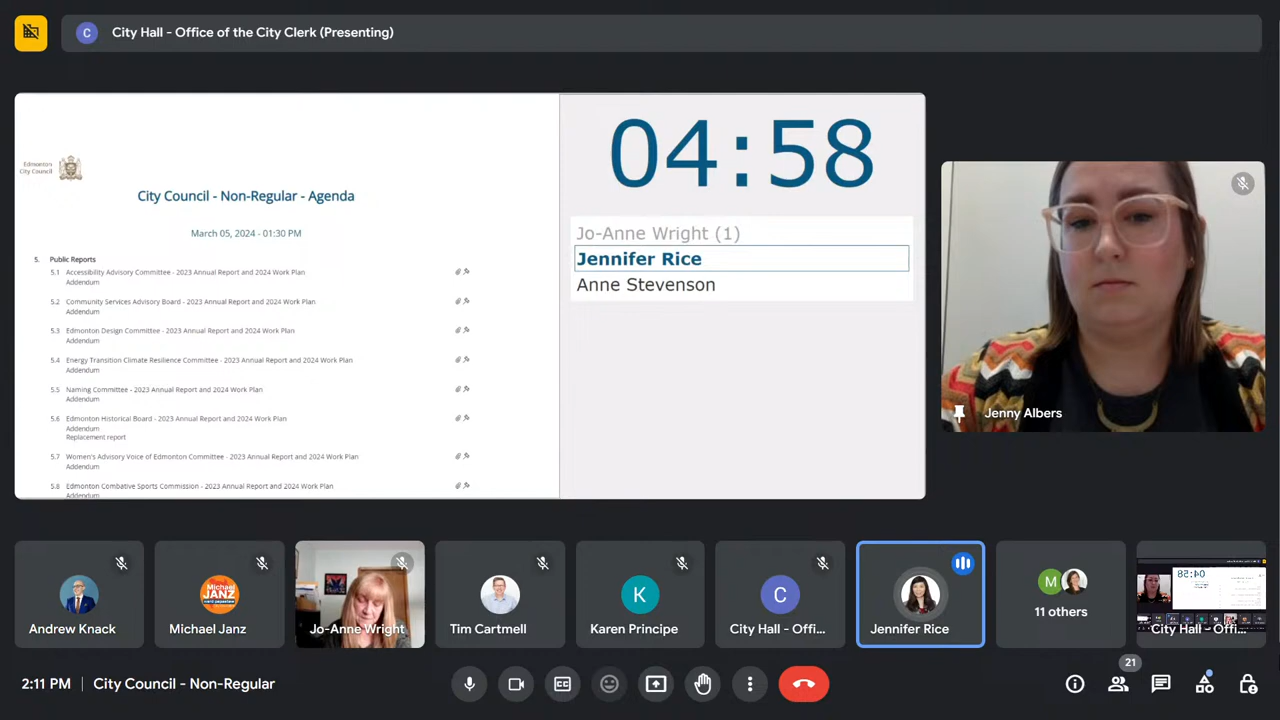 C
City Hall - Office of the City Clerk (Presenting)
Edmonton
City Council
City Council - Non-Regular - Agenda
March 05, 2024 - 01:30 PM
5. Public Reports
5.1 Accessibility Advisory Committee - 2023 Annual Report and 2024 Work Plan
Addendum
5.2 Community Services Advisory Board - 2023 Annual Report and 2024 Work Plan
Addendum
5.3 Edmonton Design Committee - 2023 Annual Report and 2024 Work Plan
Addendum
5.4 Energy Transition Climate Resilience Committee - 2023 Annual Report and 2024 Work Plan
Addendum
5.5 Naming Committee - 2023 Annual Report and 2024 Work Plan
Addendum
5.6 Edmonton Historical Board - 2023 Annual Report and 2024 Work Plan
Addendum
Replacement report
5.7 Women's Advisory Voice of Edmonton Committee - 2023 Annual Report and 2024 Work Plan
Addendum
5.8 Edmonton Combative Sports Commission - 2023 Annual Report and 2024 Work Plan
Addendum
04:58
Jo-Anne Wright (1)
Jennifer Rice
Anne Stevenson
Jenny Albers
Andrew Knack
Michael
JANZ
Michael Janz
Jo-Anne Wright
Tim Cartmell
K
Karen Principe
C
City Hall - Offi...
Jennifer Rice
M
11 others
04:58
City Hall - Offi...
2:11 PM | City Council - Non-Regular
21